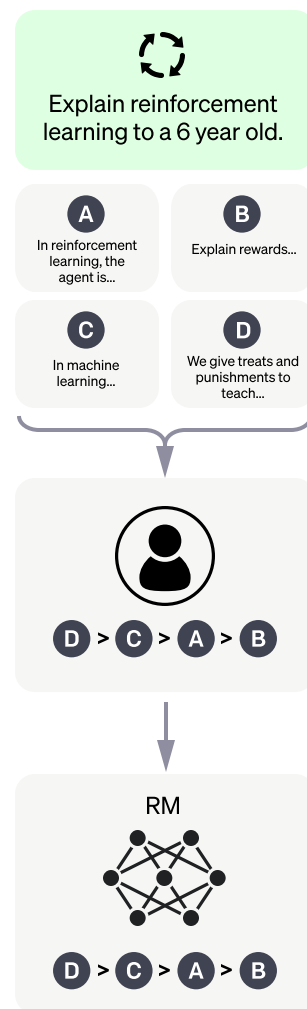 Explain reinforcement
learning to a 6 year old.
A
In reinforcement
learning, the
agent is...
B
Explain rewards...
C
In machine
learning...
D
We give treats and
punishments to
teach...
D > C > A > B
RM
D > C > A > B